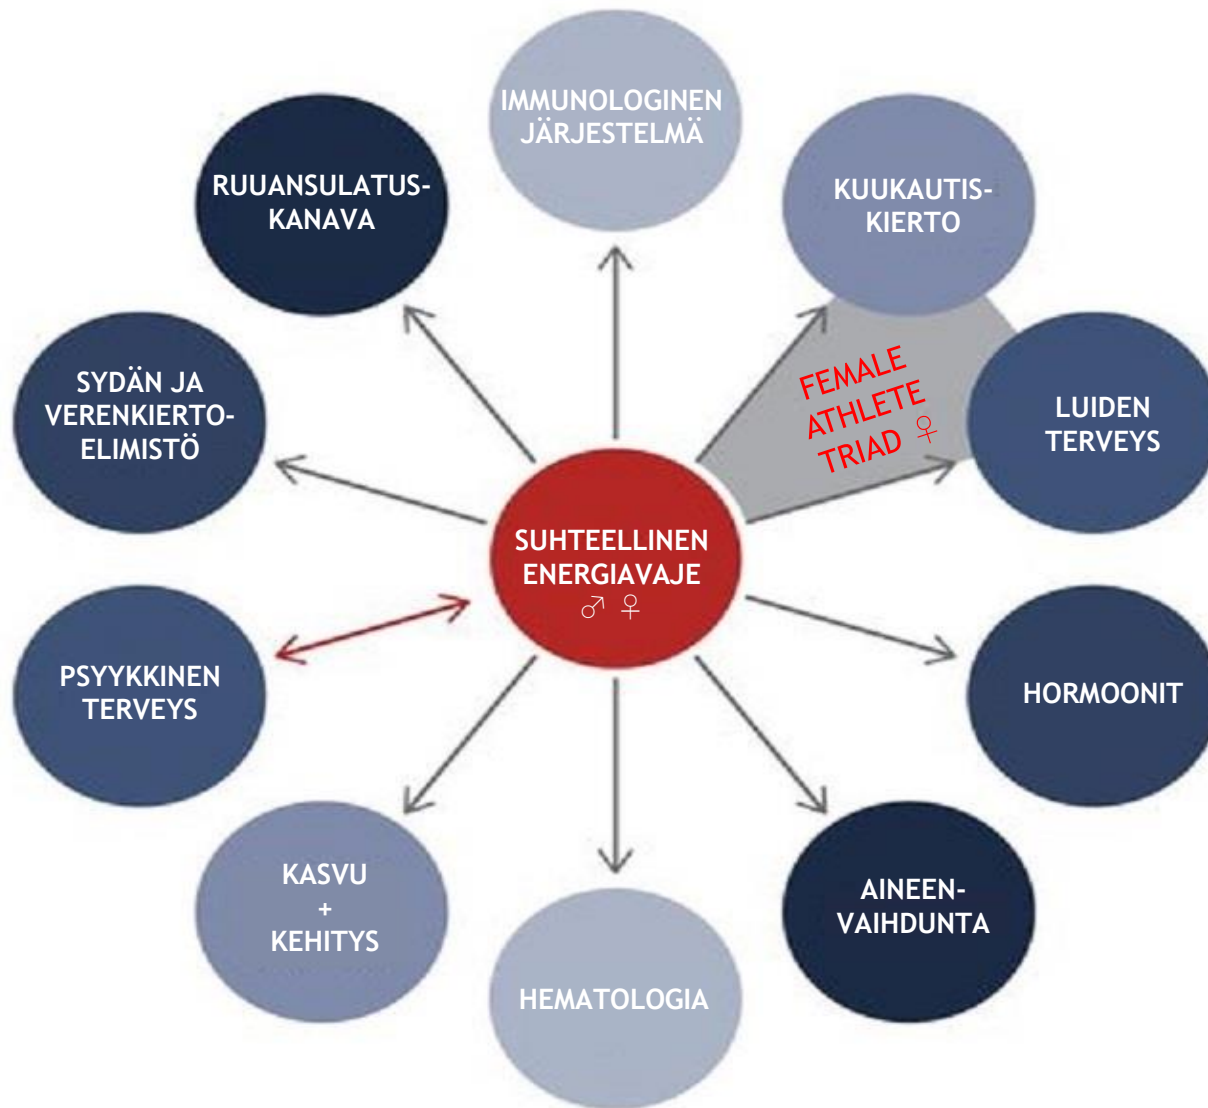 IMMUNOLOGINEN
JÄRJESTELMÄ
RUUANSULATUS-
KANAVA
KUUKAUTIS-
KIERTO
SYDÄN JA
VERENKIERTO-
ELIMISTÖ
FEMALE
ATHLETE
TRIAD ♀
LUIDEN
TERVEYS
SUHTEELLINEN
ENERGIAVAJE
♂ ♀
PSYYKKINEN
TERVEYS
HORMOONIT
KASVU
+
KEHITYS
AINEEN-
VAIHDUNTA
HEMATOLOGIA